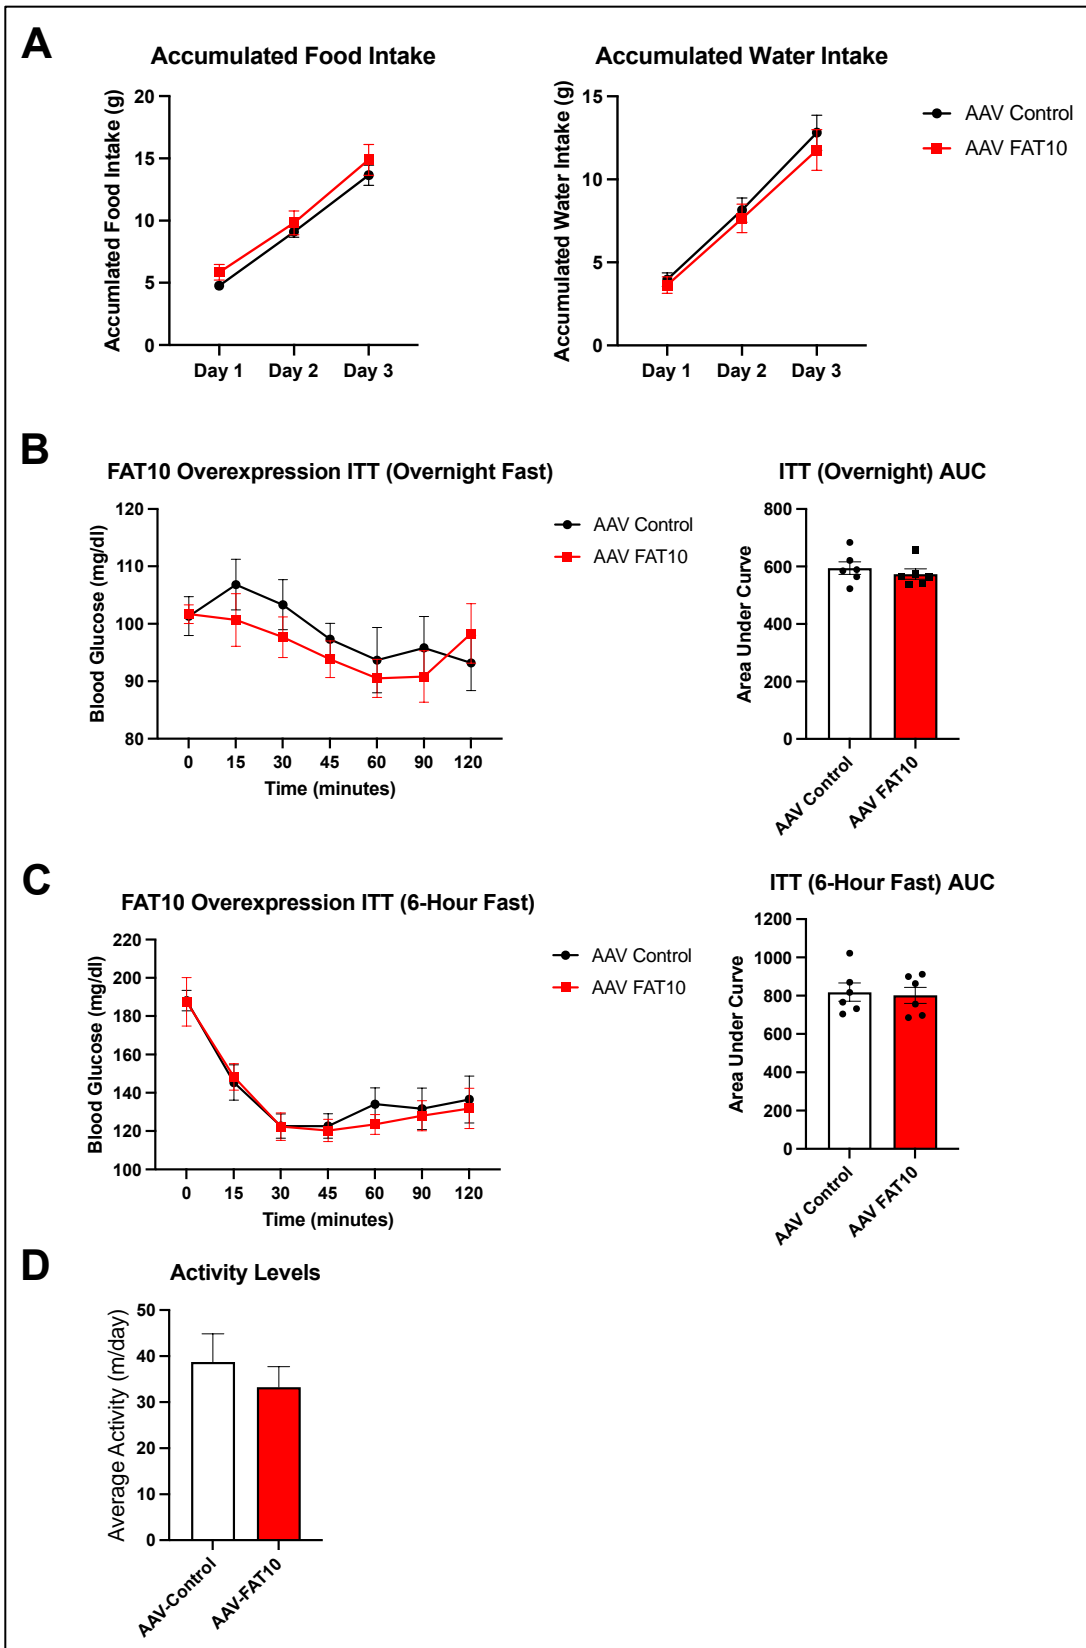 A
Accumulated Food Intake
Accumlated Food Intake (g)
20
15
10
5
0
Day 1 Day 2 Day 3
Accumulated Water Intake
Accumulated Water Intake (g)
15
10
5
0
Day 1 Day 2 Day 3
AAV Control
AAV FAT10
B
FAT10 Overexpression ITT (Overnight Fast)
Blood Glucose (mg/dl)
120
110
100
90
80
0 15 30 45 60 90 120
Time (minutes)
AAV Control
AAV FAT10
ITT (Overnight) AUC
Area Under Curve
800
600
400
200
0
AAV Control
AAV FAT10
C
FAT10 Overexpression ITT (6-Hour Fast)
Blood Glucose (mg/dl)
220
200
180
160
140
120
100
0 15 30 45 60 90 120
Time (minutes)
AAV Control
AAV FAT10
ITT (6-Hour Fast) AUC
Area Under Curve
1200
1000
800
600
400
200
0
AAV Control
AAV FAT10
D
Activity Levels
Average Activity (m/day)
50
40
30
20
10
0
AAV-Control
AAV-FAT10